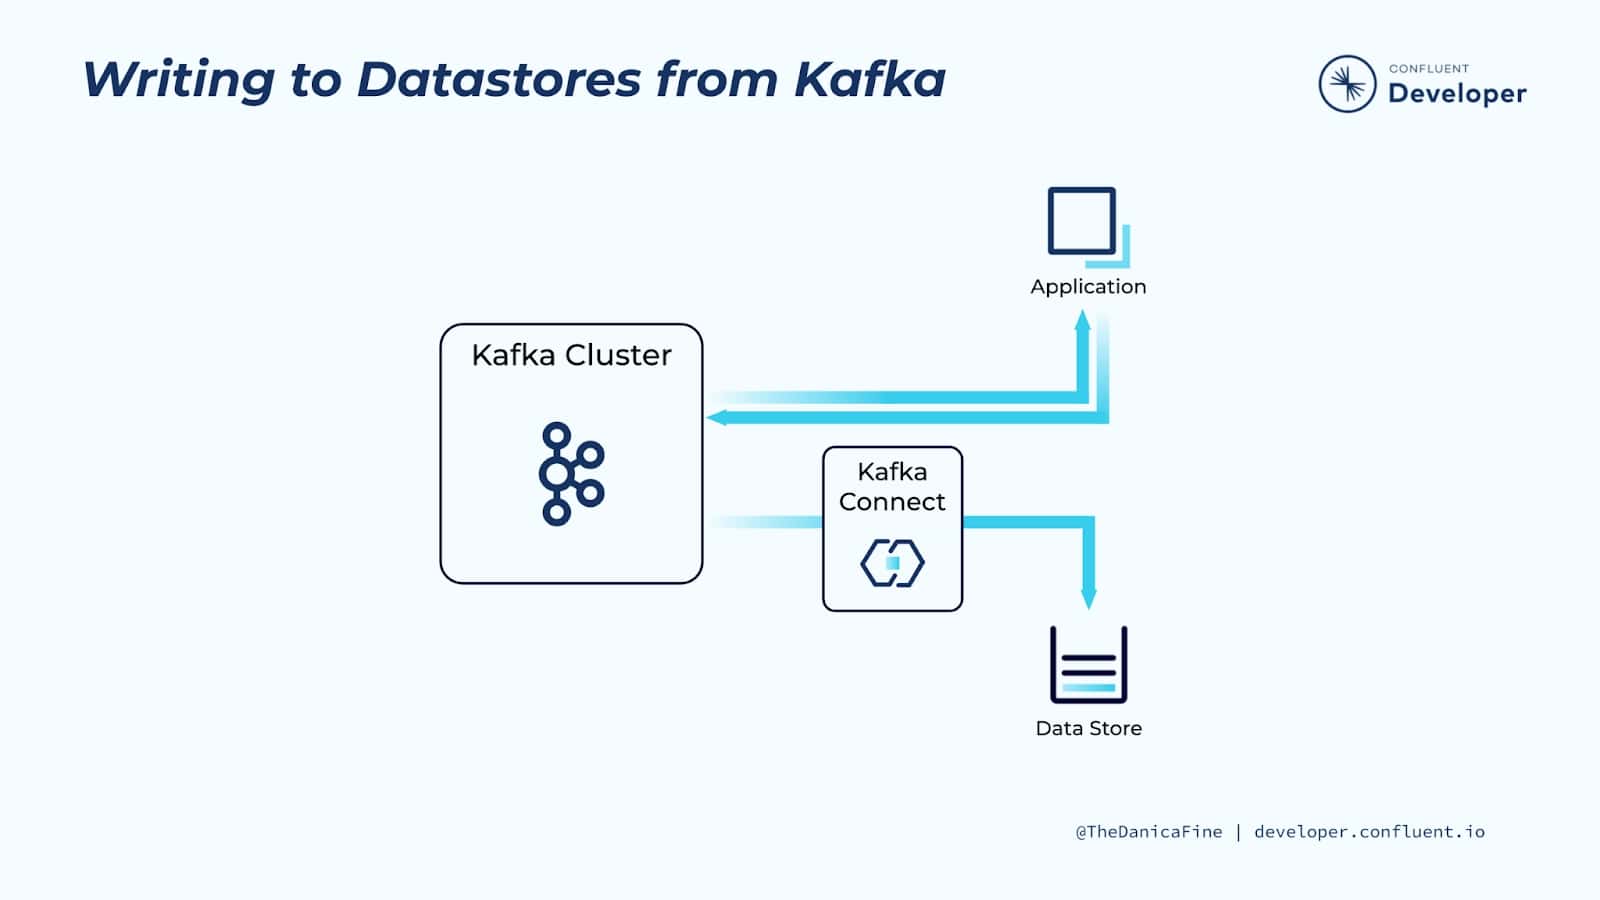 Writing to Datastores from Kafka
CONFLUENT
Developer
Application
Kafka Cluster
Kafka
Connect
Data Store
@TheDanicaFine | developer.confluent.io